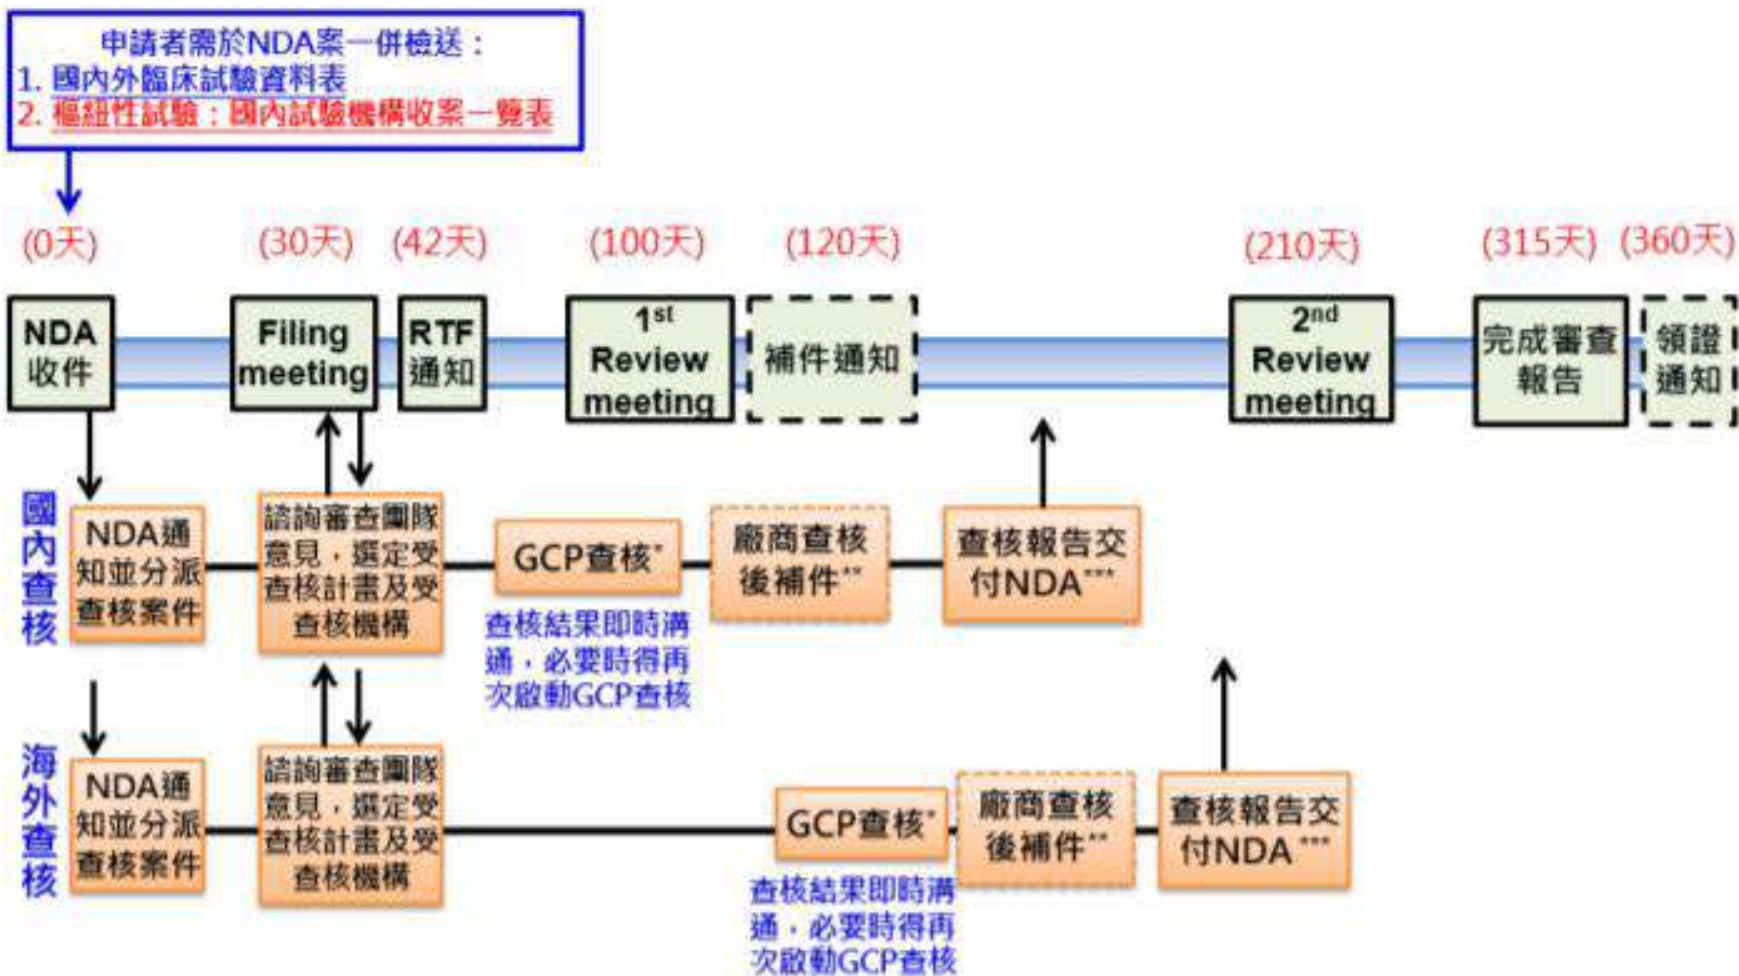 申請者需於NDA案一併檢送：
1. 國內外臨床試驗資料表
2. 樞紐性試驗：國內試驗機構收案一覽表
(0天)
(30天)
(42天)
(100天)
(120天)
(210天)
(315天)
(360天)
NDA
收件
Filing
meeting
RTF
通知
1st
Review
meeting
補件通知
2nd
Review
meeting
完成審查
報告
領證
通知
國內查核
NDA通
知並分派
查核案件
諮詢審查團隊
意見，選定受
查核計畫及受
查核機構
GCP查核*
查核結果即時溝
通，必要時得再
次啟動GCP查核
廠商查核
後補件**
查核報告交
付NDA***
海外查核
NDA通
知並分派
查核案件
諮詢審查團隊
意見，選定受
查核計畫及受
查核機構
GCP查核*
查核結果即時溝
通，必要時得再
次啟動GCP查核
廠商查核
後補件**
查核報告交
付NDA***